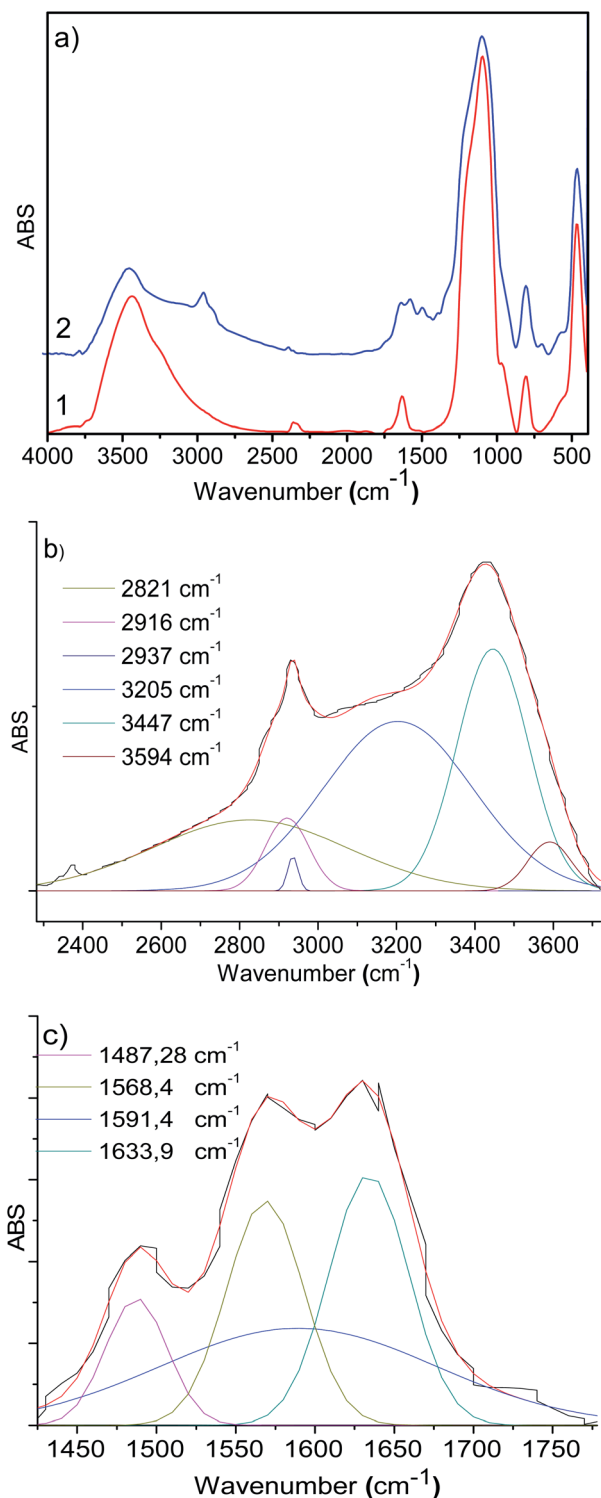 a)
ABS
2
1
4000 3500 3000 2500 2000 1500 1000 500
Wavenumber (cm⁻¹)
b)
2821 cm⁻¹
2916 cm⁻¹
2937 cm⁻¹
3205 cm⁻¹
3447 cm⁻¹
3594 cm⁻¹
ABS
2400 2600 2800 3000 3200 3400 3600
Wavenumber (cm⁻¹)
c)
1487,28 cm⁻¹
1568,4 cm⁻¹
1591,4 cm⁻¹
1633,9 cm⁻¹
ABS
1450 1500 1550 1600 1650 1700 1750
Wavenumber (cm⁻¹)